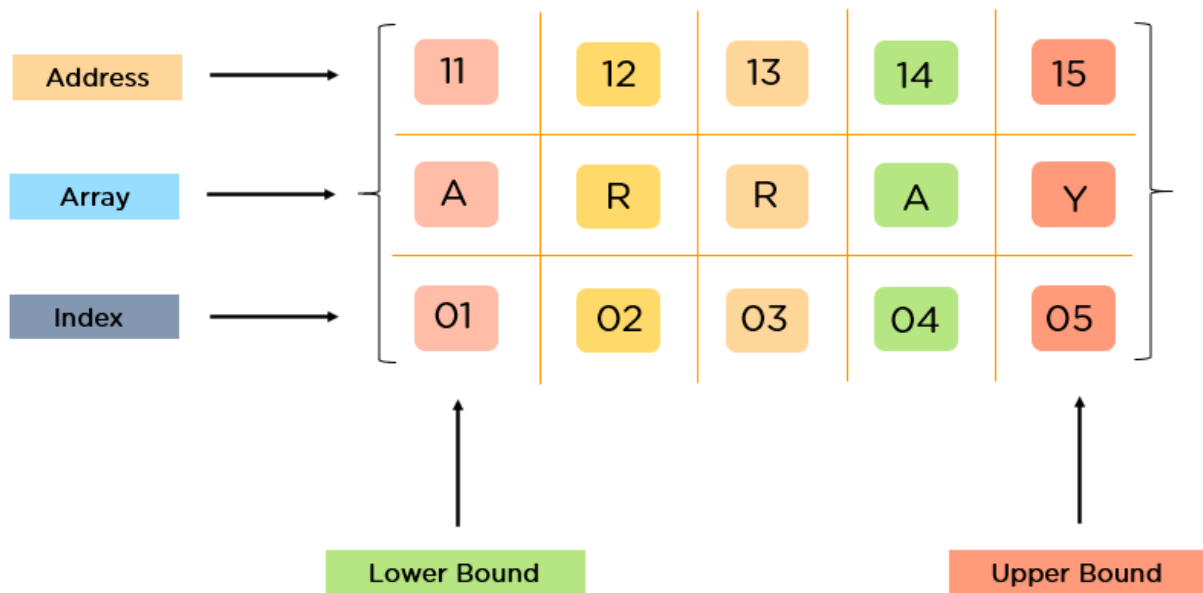 Address 11 12 13 14 15
Array A R R A Y
Index 01 02 03 04 05
Lower Bound Upper Bound